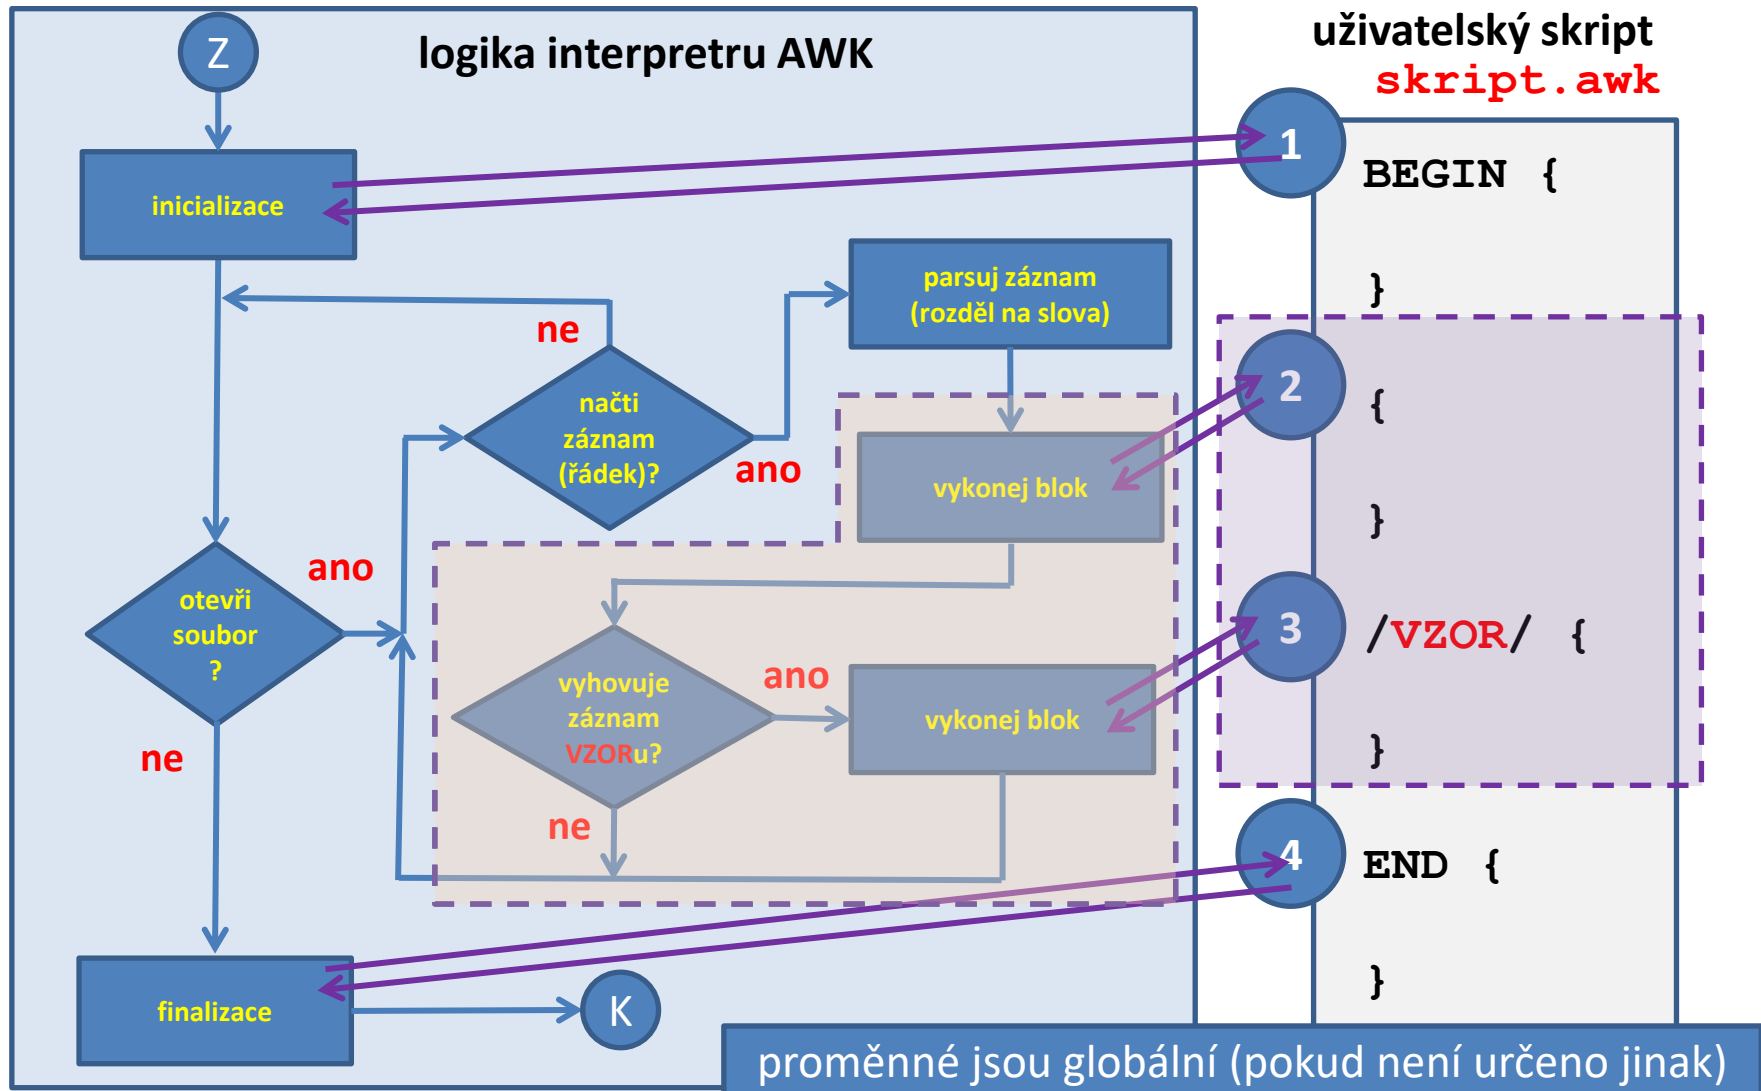 Z
logika interpretru AWK
uživatelský skript
skript.awk
inicializace
1
BEGIN {
}
parsuj záznam
(rozděl na slova)
ne
načti
záznam
(řádek)?
ano
2
{
}
vykonej blok
ano
otevři
soubor
?
3
/VZOR/ {
}
vyhovuje
záznam
VZORu?
ano
vykonej blok
ne
ne
4
END {
}
finalizace
K
proměnné jsou globální (pokud není určeno jinak)